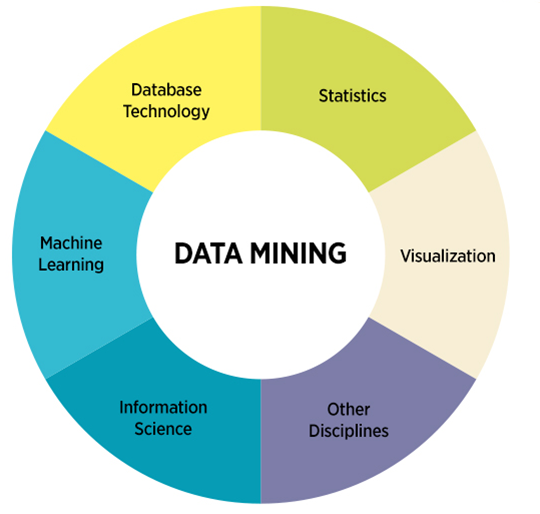 Database
Technology
Statistics
Machine
Learning
DATA MINING
Visualization
Information
Science
Other
Disciplines